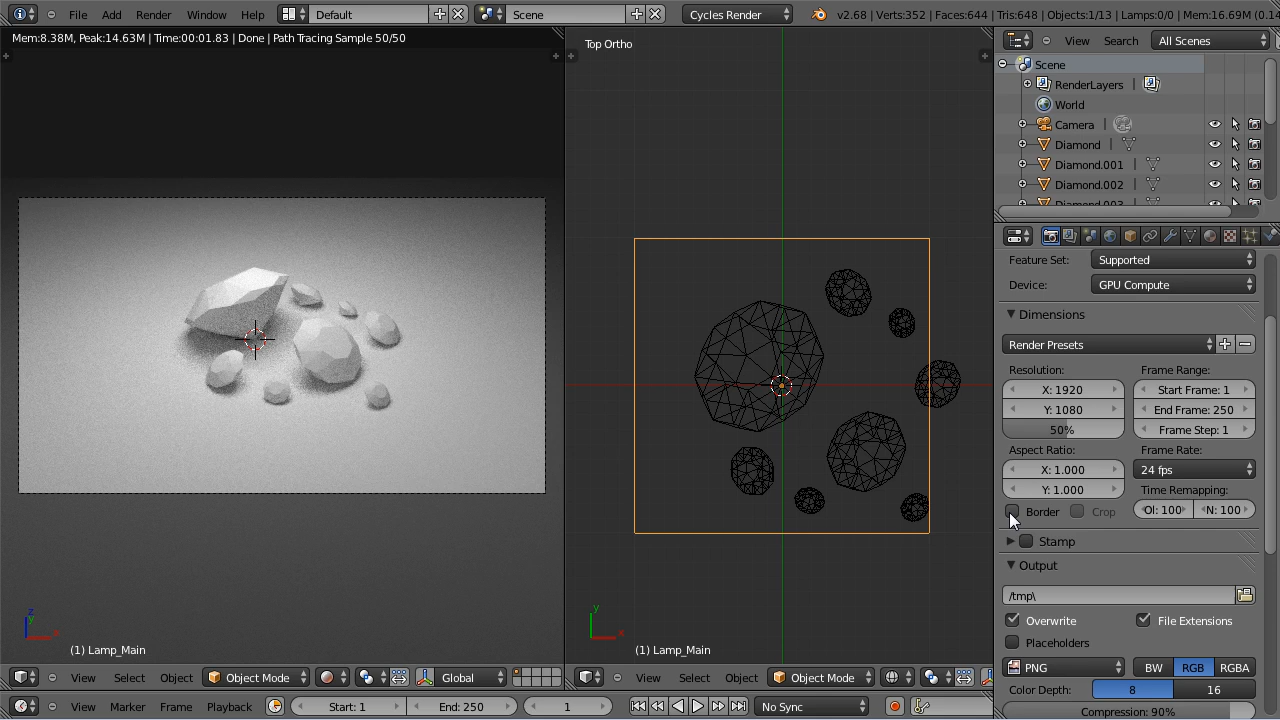 File Add Render Window Help Default Scene Cycles Render v2.68 | Verts:352 | Faces:644 | Tris:648 | Objects:1/13 | Lamps:0/0 | Mem:16.69M (0.14
Mem:8.38M, Peak:14.63M | Time:00:01.83 | Done | Path Tracing Sample 50/50
Top Ortho
View Search All Scenes
Scene
RenderLayers |
World
Camera |
Diamond |
Diamond.001 |
Diamond.002 |
Diamond.003 |
Feature Set: Supported
Device: GPU Compute
Dimensions
Render Presets
Resolution: Frame Range:
X: 1920 Start Frame: 1
Y: 1080 End Frame: 250
50% Frame Step: 1
Aspect Ratio: Frame Rate:
X: 1.000 24 fps
Y: 1.000 Time Remapping:
Border Crop Ol: 100 N: 100
Stamp
Output
/tmp\
Overwrite File Extensions
Placeholders
PNG BW RGB RGBA
Color Depth: 8 16
Compression: 90%
z
x
(1) Lamp_Main
y
x
(1) Lamp_Main
View Select Object Object Mode Global
View Select Object Object Mode
View Marker Frame Playback Start: 1 End: 250 1 No Sync